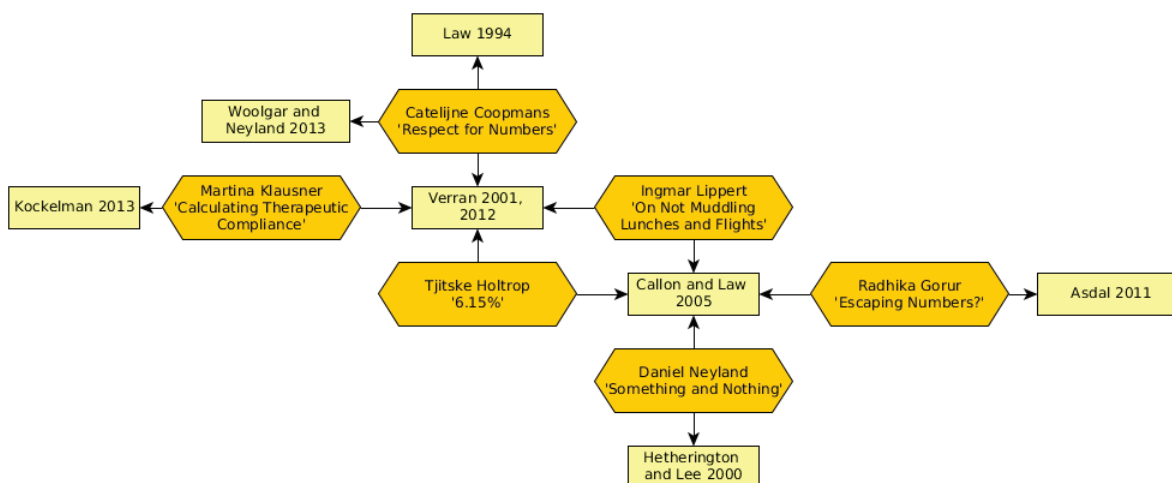 Law 1994
Woolgar and
Neyland 2013
Catelijne Coopmans
'Respect for Numbers'
Kockelman 2013
Martina Klausner
'Calculating Therapeutic
Compliance'
Verran 2001,
2012
Ingmar Lippert
'On Not Muddling
Lunches and Flights'
Tjitske Holtrop
'6.15%'
Callon and Law
2005
Radhika Gorur
'Escaping Numbers?'
Asdal 2011
Daniel Neyland
'Something and Nothing'
Hetherington
and Lee 2000